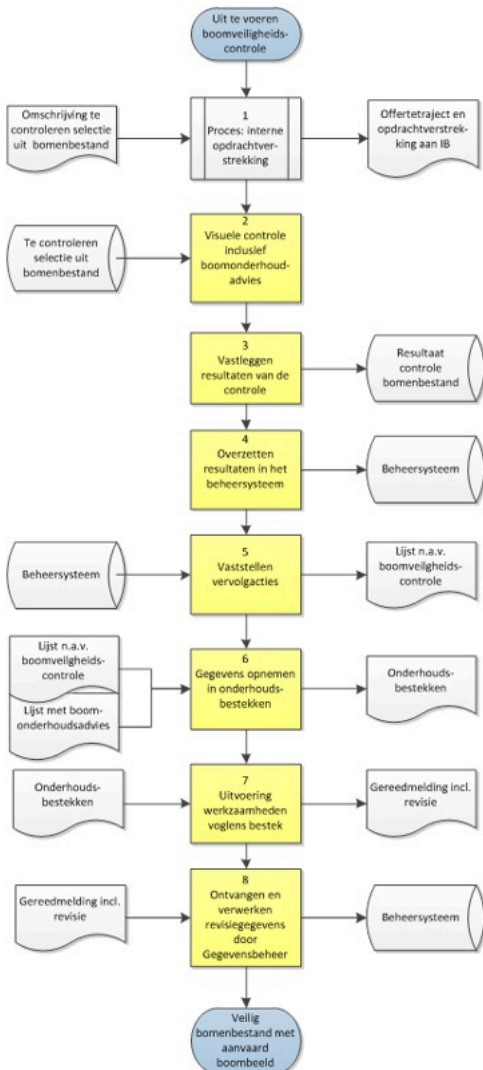 Uit te voeren
boomveiligheids-
controle
Omschrijving te
controleren selectie
uit bomenbestand
1
Proces: interne
opdrachtver-
strekking
Offertetraject en
opdrachtverstrek-
king aan IB
Te controleren
selectie uit
bomenbestand
2
Visuele controle
inclusief
boomonderhoud-
advies
3
Vastleggen
resultaten van de
controle
Resultaat
controle
bomenbestand
4
Overzetten
resultaten in het
beheersysteem
Beheersysteem
Beheersysteem
5
Vaststellen
vervolgacties
Lijst n.a.v.
boomveiligheids-
controle
Lijst n.a.v.
boomveiligheids-
controle
Lijst met boom-
onderhoudsadvies
6
Gegevens opnemen
in onderhouds-
bestekken
Onderhouds-
bestekken
Onderhouds-
bestekken
7
Uitvoering
werkzaamheden
voglens bestek
Gereedmelding incl.
revisie
Gereedmelding incl.
revisie
8
Ontvangen en
verwerken
revisiegegevens
door
Gegevensbeheer
Beheersysteem
Veilig
bomenbestand met
aanvaard
boombeeld